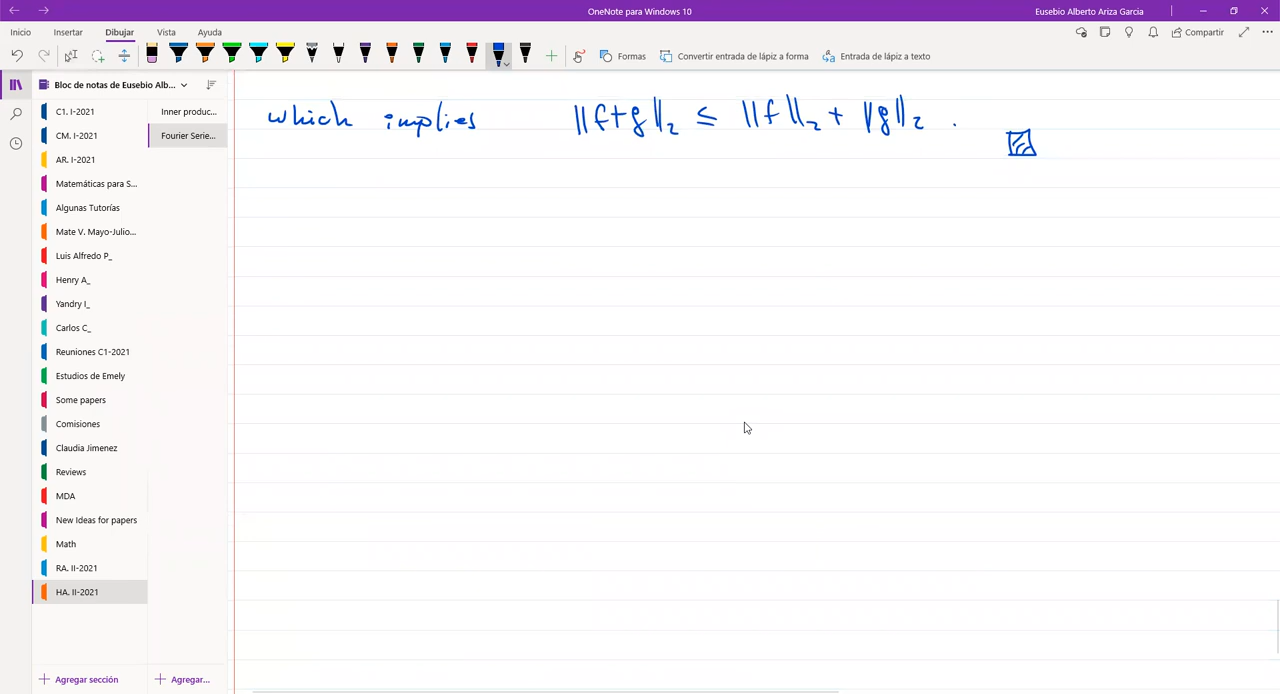 OneNote para Windows 10
Eusebio Alberto Ariza Garcia
Inicio Insertar Dibujar Vista Ayuda
Compartir
Formas Convertir entrada de lápiz a forma Entrada de lápiz a texto
Bloc de notas de Eusebio Alb...
C1. I-2021
CM. I-2021
AR. I-2021
Matemáticas para S...
Algunas Tutorías
Mate V. Mayo-Julio...
Luis Alfredo P_
Henry A_
Yandry I_
Carlos C_
Reuniones C1-2021
Estudios de Emely
Some papers
Comisiones
Claudia Jimenez
Reviews
MDA
New Ideas for papers
Math
RA. II-2021
HA. II-2021
Agregar sección
Inner produc...
Fourier Serie...
Agregar...
which implies ||f+g||₂ ≤ ||f||₂ + ||g||₂ .